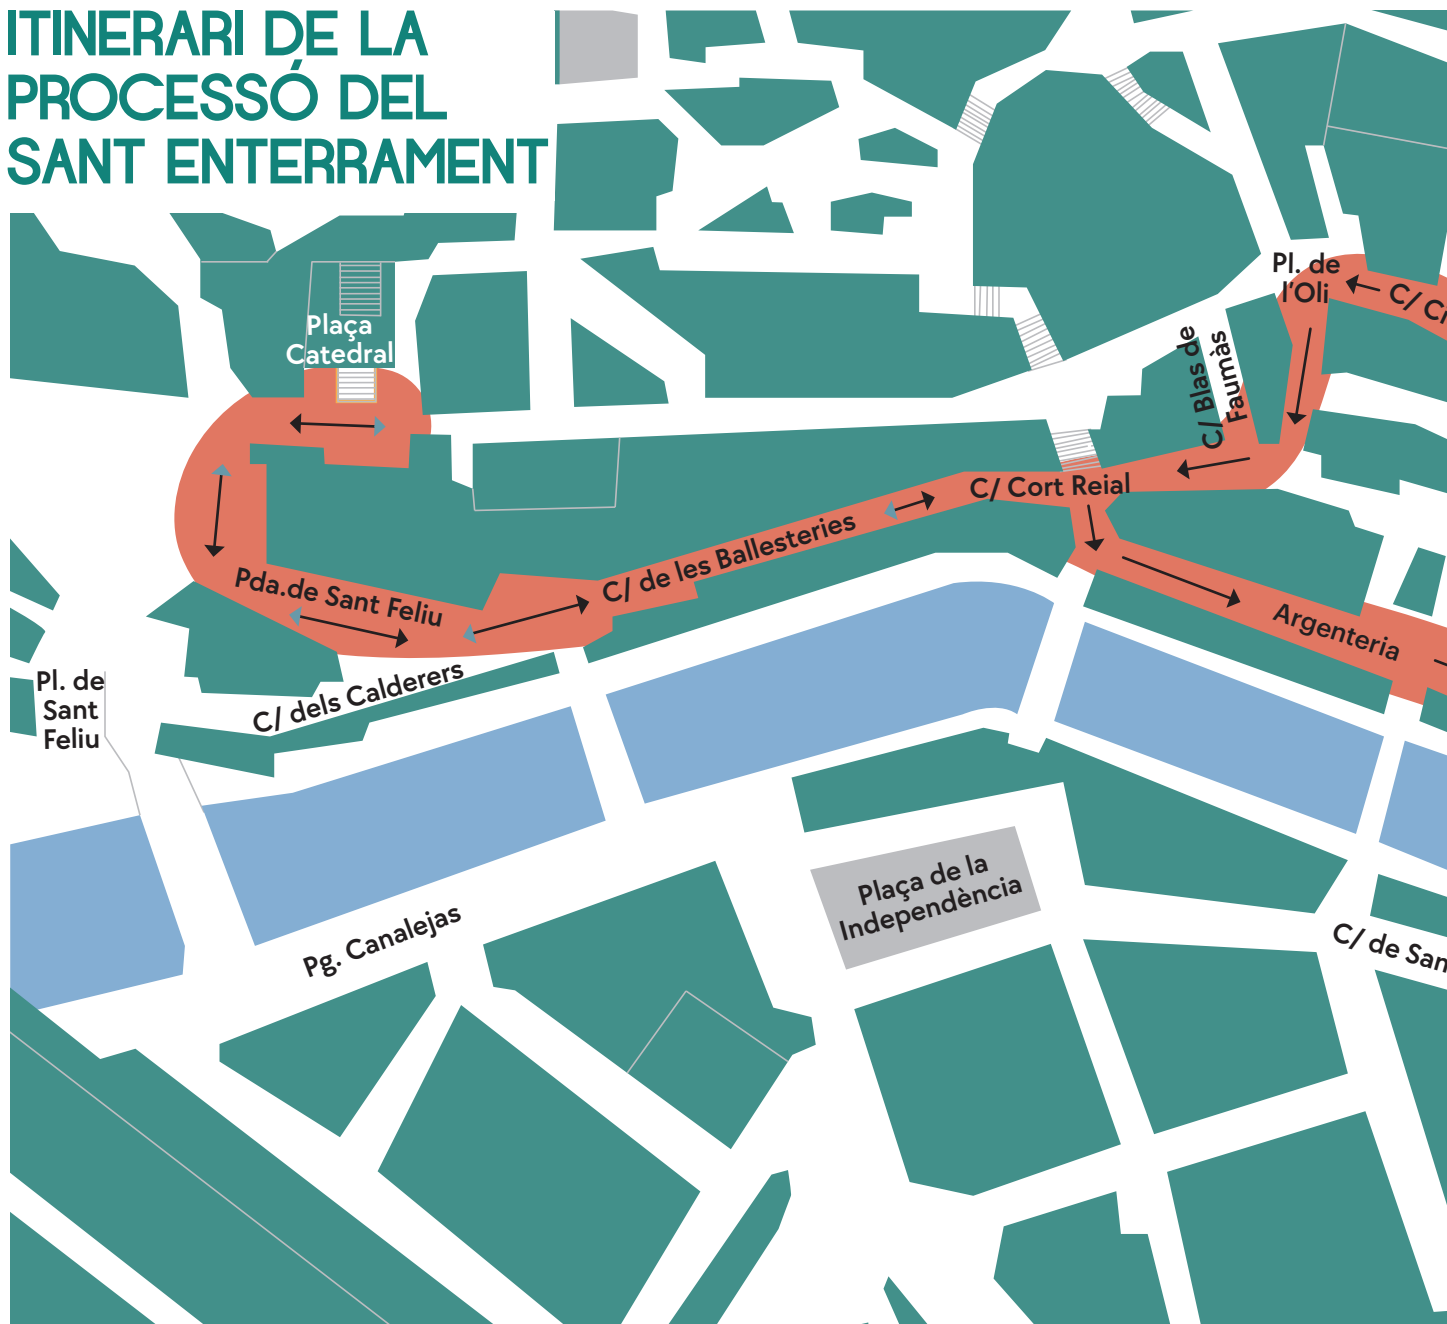 ITINERARI DE LA
PROCESSÓ DEL
SANT ENTERRAMENT
Pl. de
l'Oli
C/ Ci
Plaça
Catedral
C/ Blas de
Faumàs
C/ Cort Reial
C/ de les Ballesteries
Pda.de Sant Feliu
Argenteria
Pl. de
Sant
Feliu
C/ dels Calderers
Plaça de la
Independència
Pg. Canalejas
C/ de San